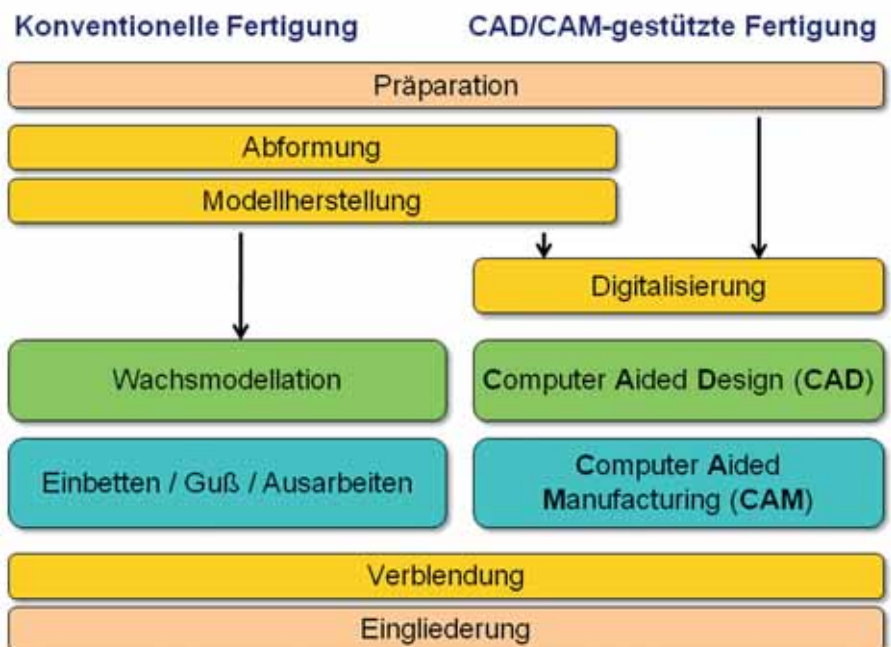 Konventionelle Fertigung
CAD/CAM-gestützte Fertigung
Präparation
Abformung
Modellherstellung
Digitalisierung
Wachsmodellation
Computer Aided Design (CAD)
Einbetten / Guß / Ausarbeiten
Computer Aided
Manufacturing (CAM)
Verblendung
Eingliederung